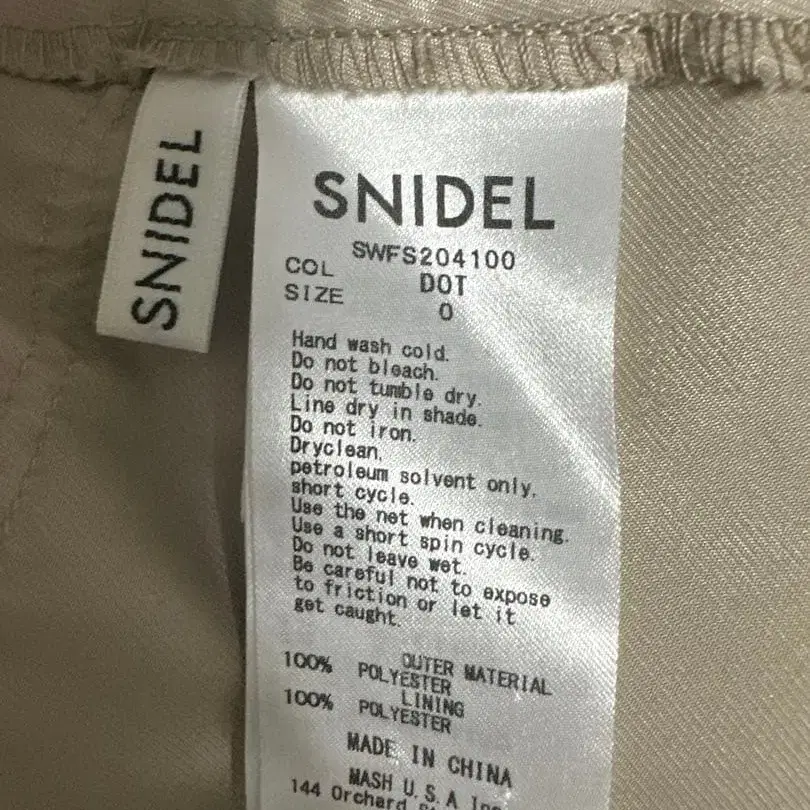 SNIDEL
SNIDEL
SWFS204100
COL DOT
SIZE 0
Hand wash cold.
Do not bleach.
Do not tumble dry.
Line dry in shade.
Do not iron.
Dryclean,
petroleum solvent only,
short cycle.
Use the net when cleaning.
Use a short spin cycle.
Do not leave wet.
Be careful not to expose
to friction or let it
get caught.
OUTER MATERIAL
100% POLYESTER
LINING
100% POLYESTER
MADE IN CHINA
MASH U.S.A Inc
144 Orchard